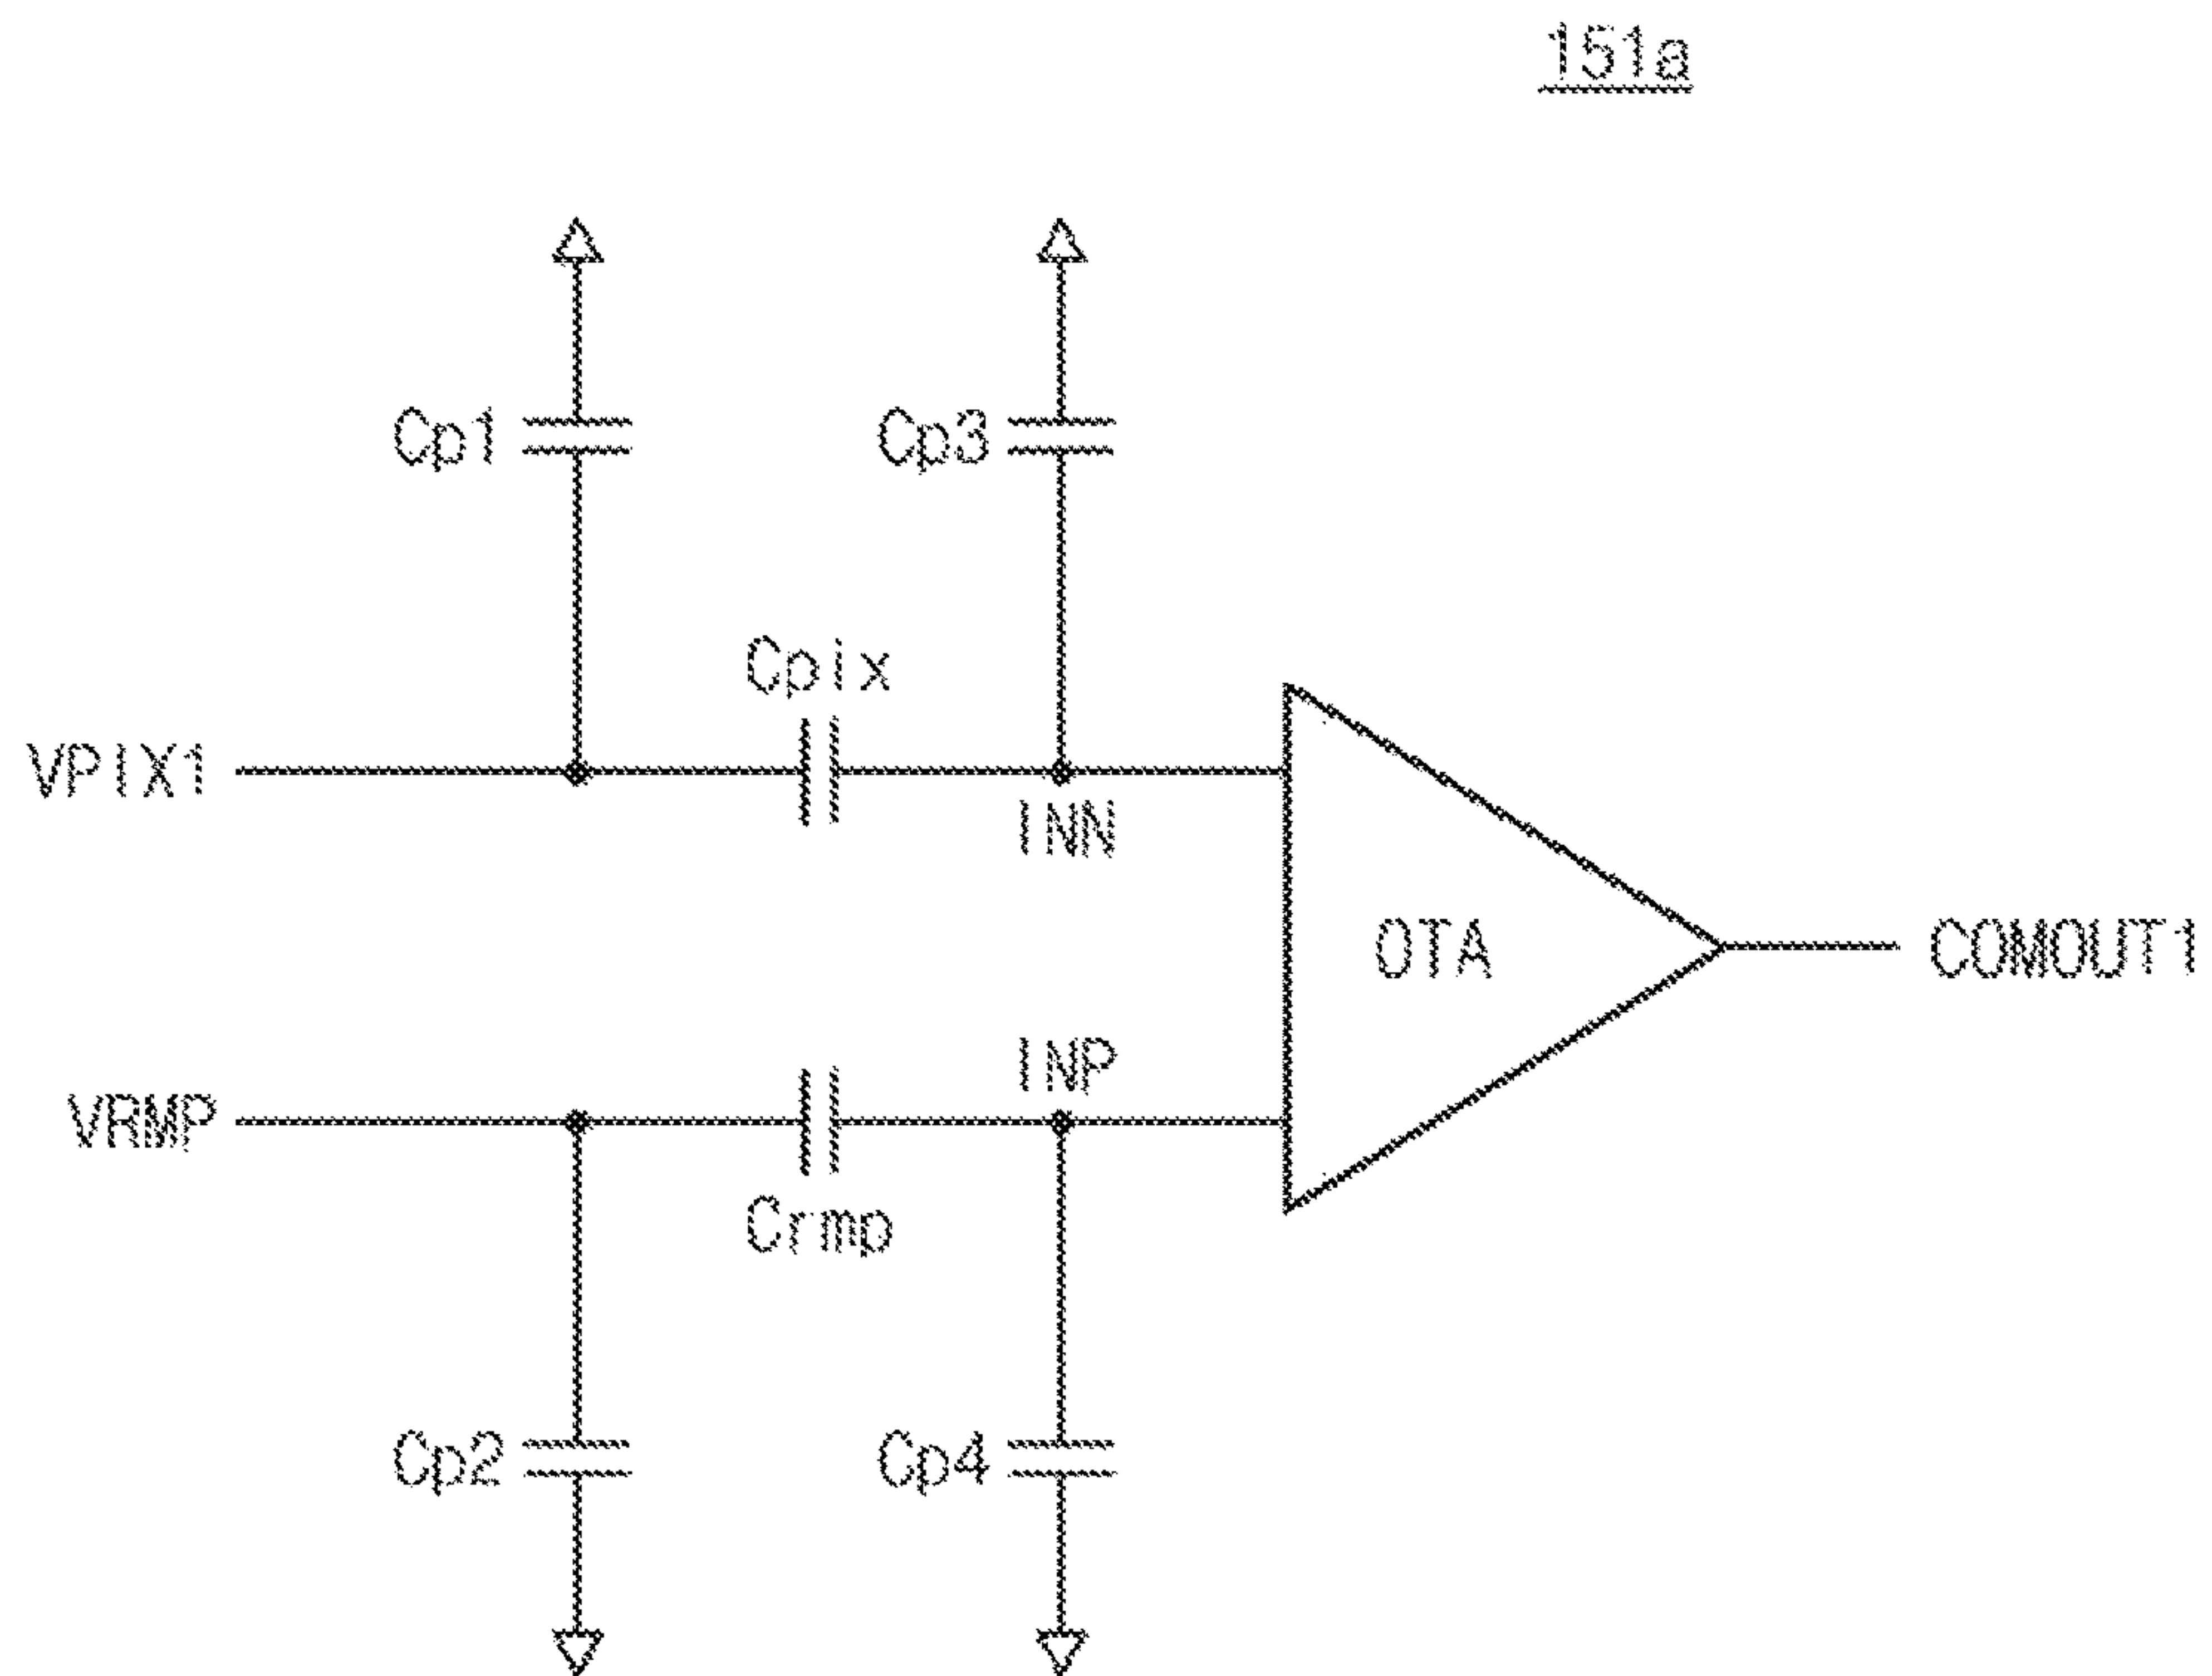 151a
Cp1
Cp3
Cpix
VPIX1
INN
OTA
COMOUT1
INP
VRMP
Crmp
Cp2
Cp4